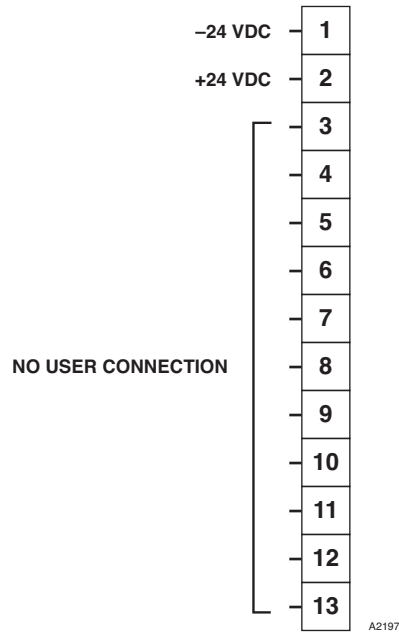 –24 VDC 1
+24 VDC 2
3
4
5
6
7
NO USER CONNECTION 8
9
10
11
12
13
A2197